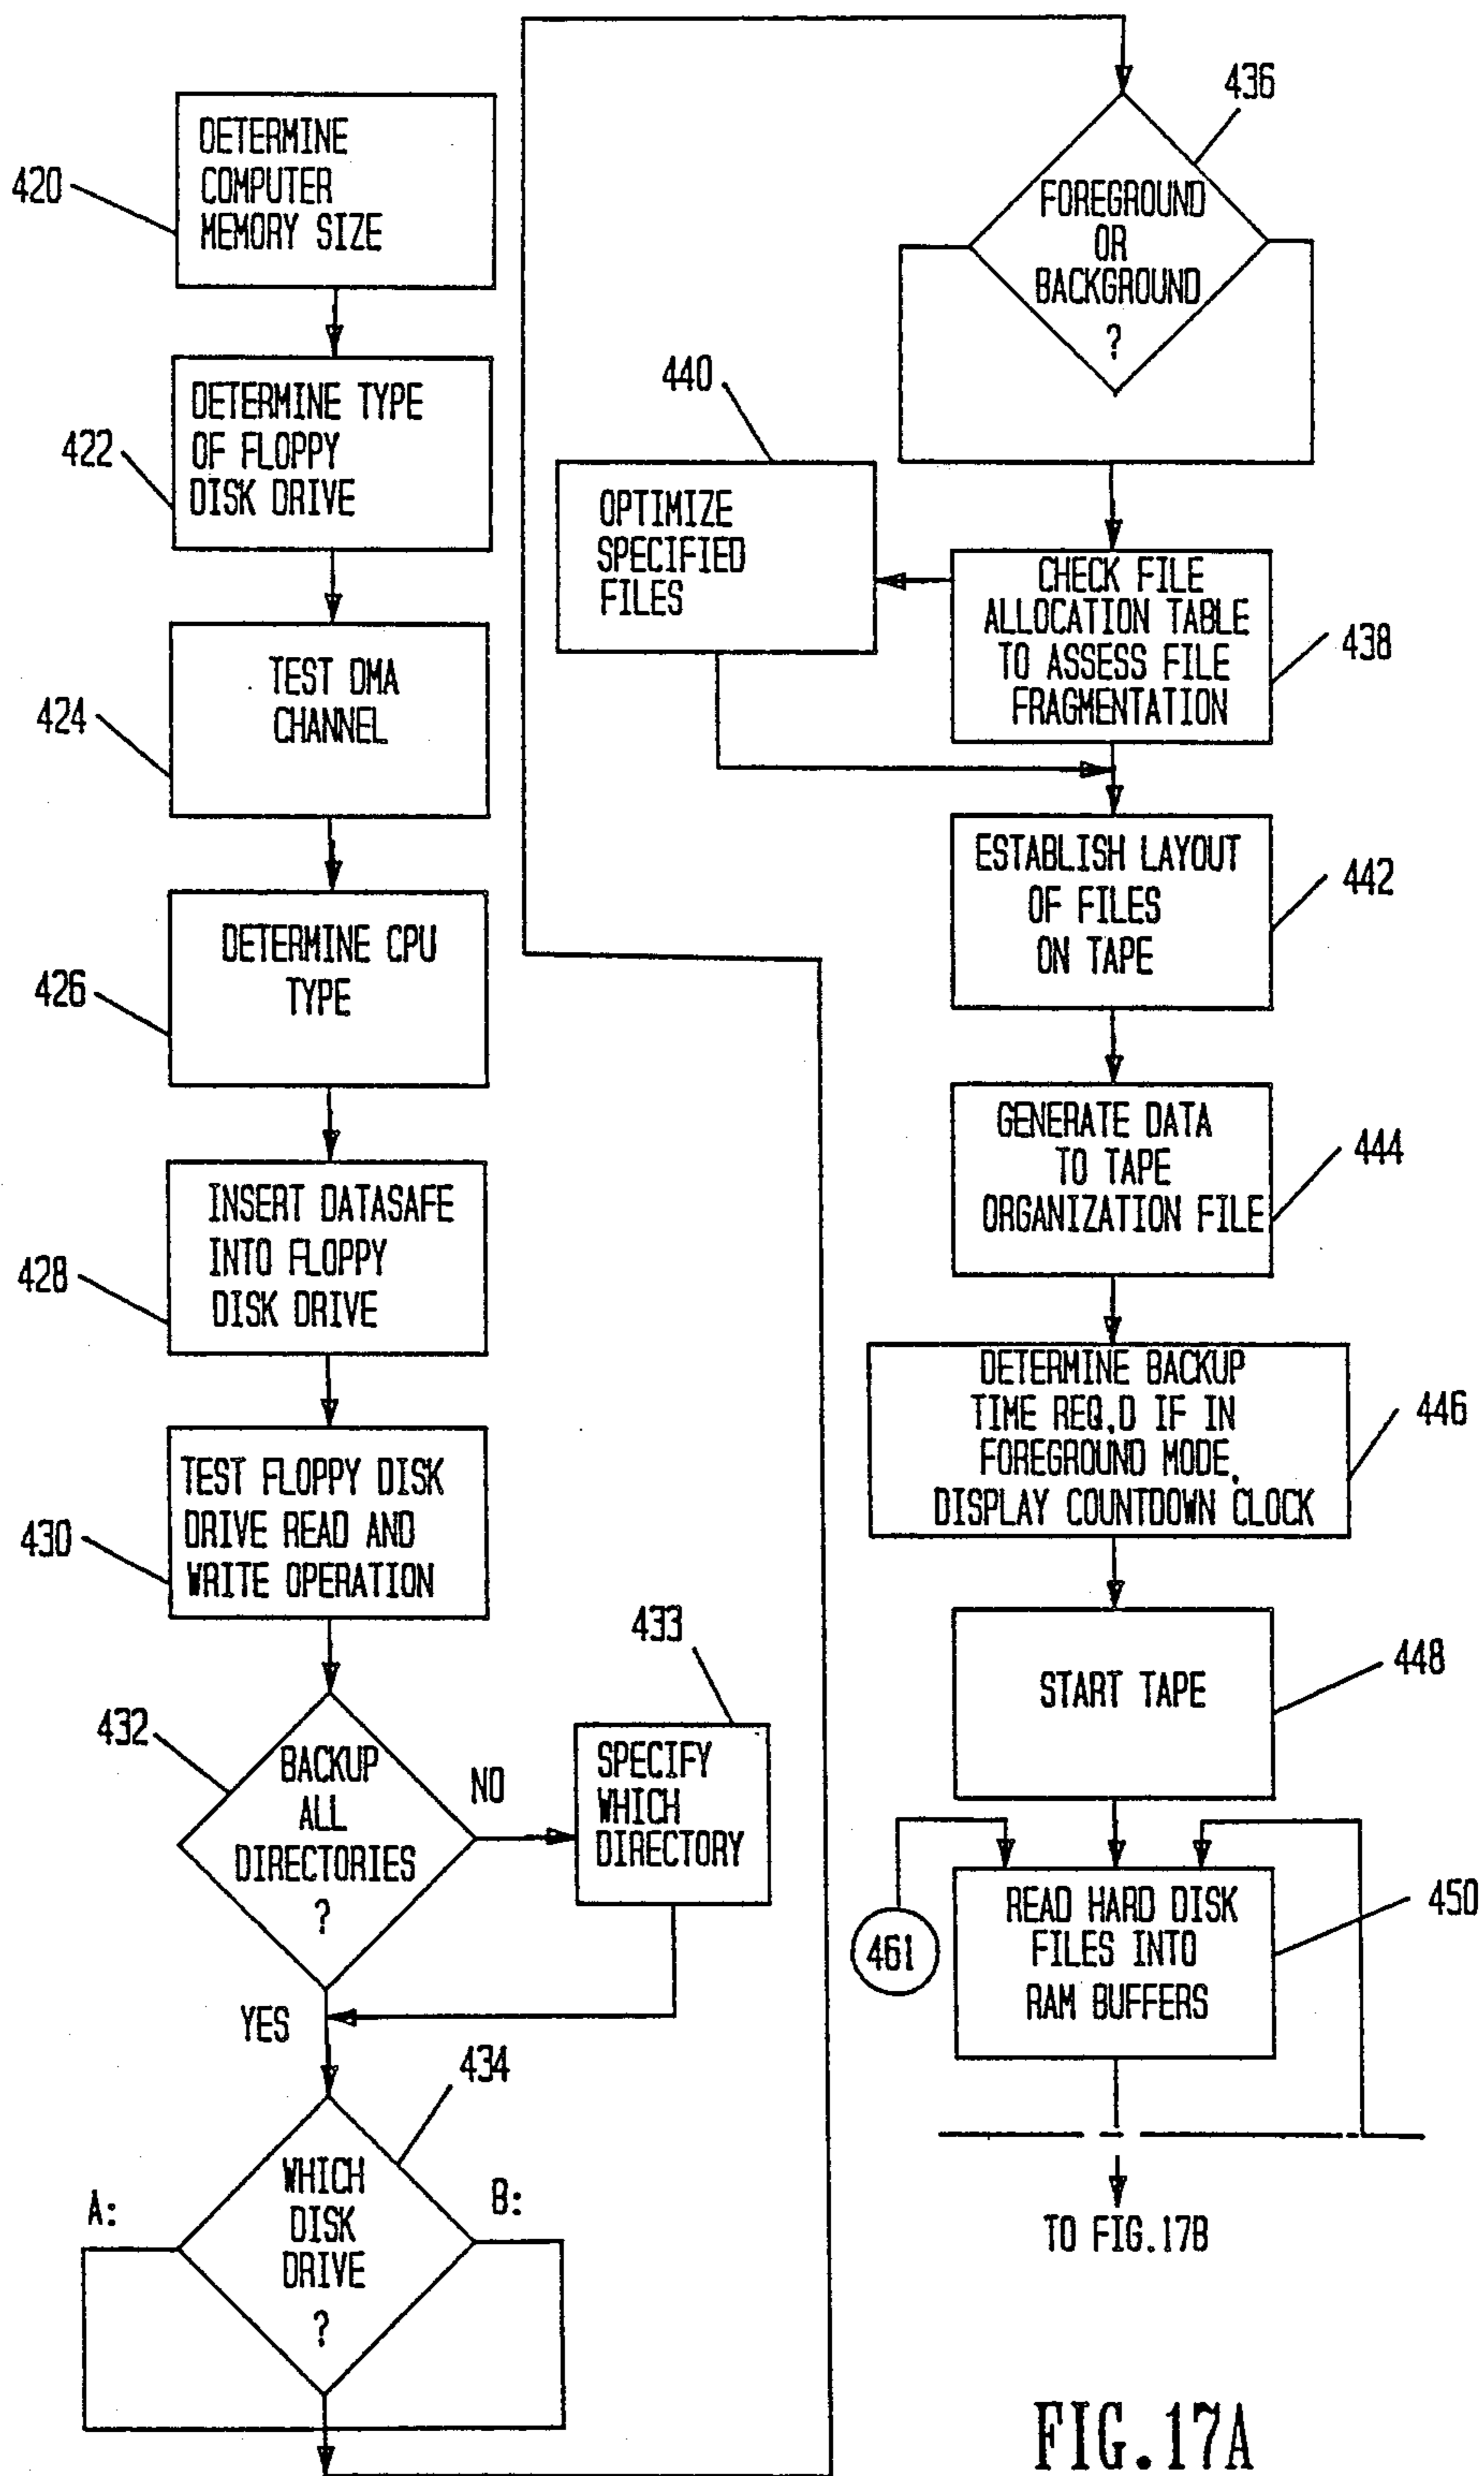 420
DETERMINE
COMPUTER
MEMORY SIZE
422
DETERMINE TYPE
OF FLOPPY
DISK DRIVE
424
TEST DMA
CHANNEL
426
DETERMINE CPU
TYPE
428
INSERT DATASAFE
INTO FLOPPY
DISK DRIVE
430
TEST FLOPPY DISK
DRIVE READ AND
WRITE OPERATION
432
BACKUP
ALL
DIRECTORIES
?
NO
433
SPECIFY
WHICH
DIRECTORY
YES
434
WHICH
DISK
DRIVE
?
A:
B:
436
FOREGROUND
OR
BACKGROUND
?
440
OPTIMIZE
SPECIFIED
FILES
CHECK FILE
ALLOCATION TABLE
TO ASSESS FILE
FRAGMENTATION
438
ESTABLISH LAYOUT
OF FILES
ON TAPE
442
GENERATE DATA
TO TAPE
ORGANIZATION FILE
444
DETERMINE BACKUP
TIME REQ,D IF IN
FOREGROUND MODE.
DISPLAY COUNTDOWN CLOCK
446
START TAPE
448
461
READ HARD DISK
FILES INTO
RAM BUFFERS
450
TO FIG.17B
FIG.17A